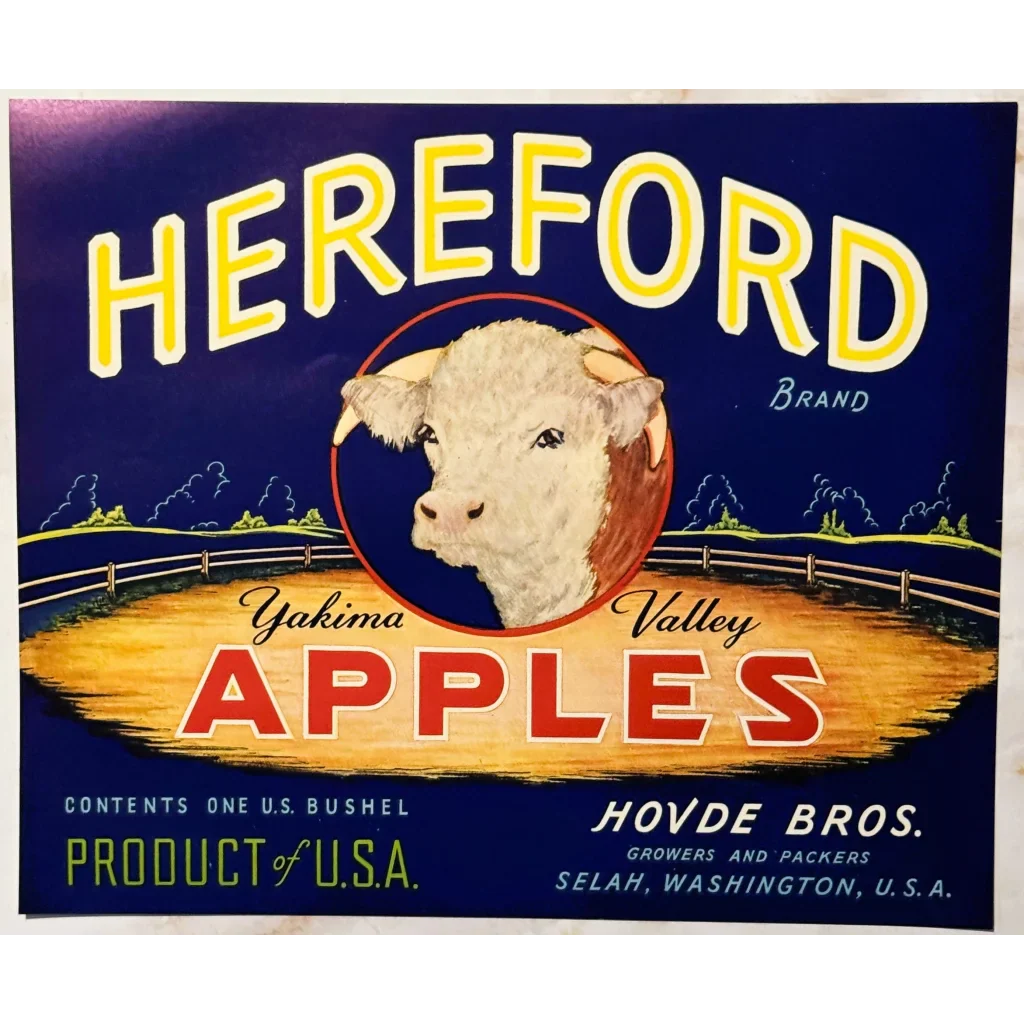 HEREFORD
BRAND
Yakima Valley
APPLES
CONTENTS ONE U.S. BUSHEL
PRODUCT of U.S.A.
HOVDE BROS.
GROWERS AND PACKERS
SELAH, WASHINGTON, U.S.A.